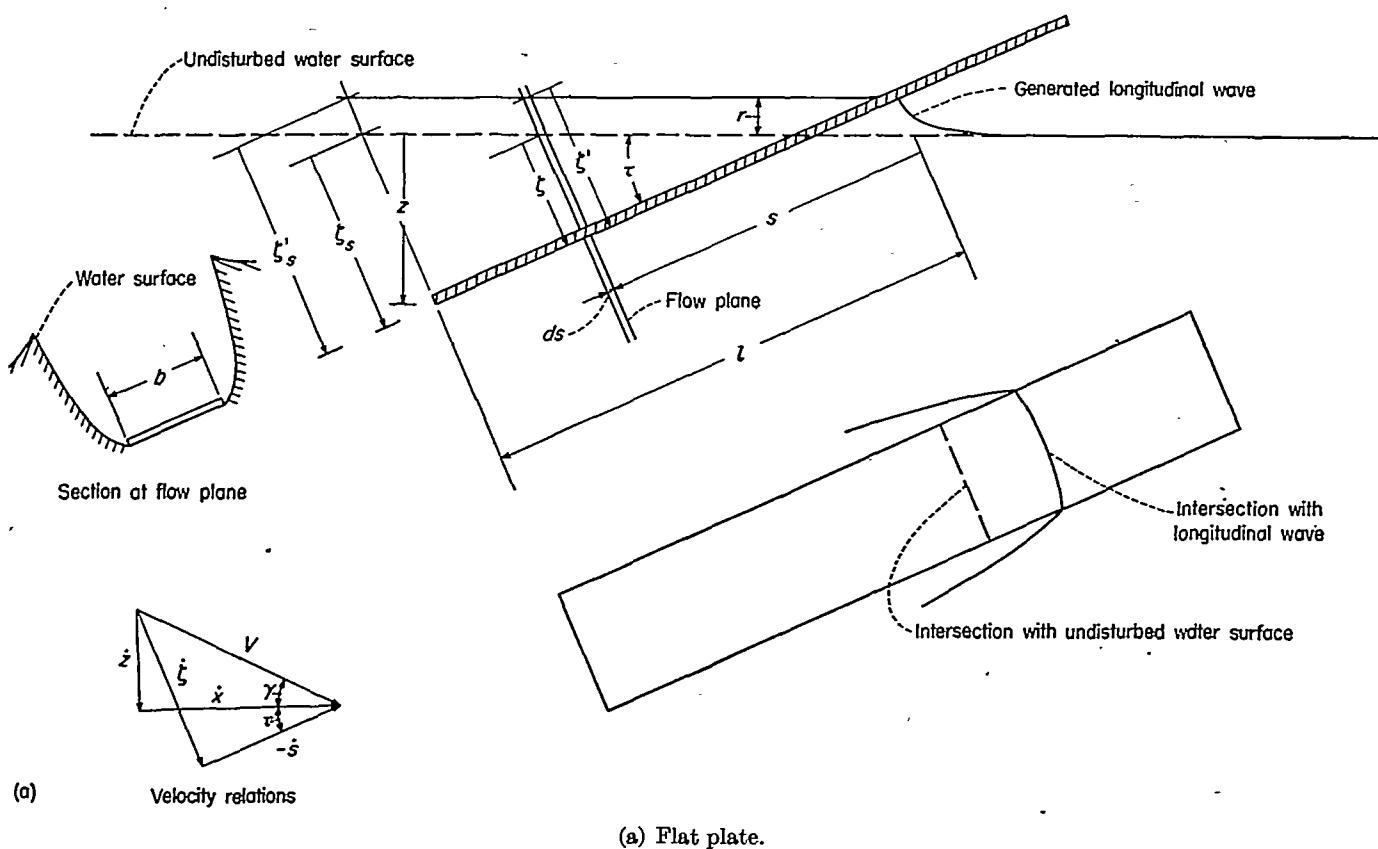 Undisturbed water surface
Generated longitudinal wave
r
ζ'
ζ
τ
z
s
ζ's
ζs
Water surface
Flow plane
ds
l
b
Section at flow plane
Intersection with
longitudinal wave
Intersection with undisturbed water surface
V
ż
ζ̇
γ
ẋ
τ
-ṡ
(a)
Velocity relations
(a) Flat plate.